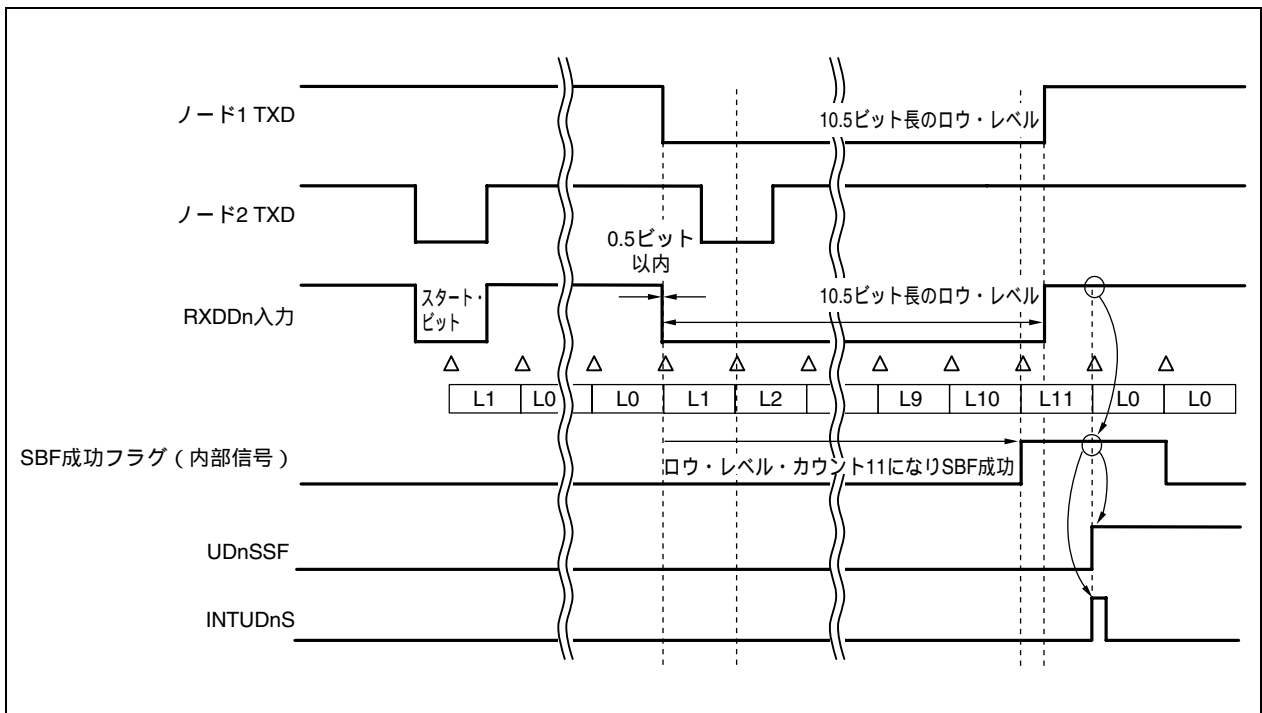 ノード1 TXD
10.5ビット長のロウ・レベル
ノード2 TXD
0.5ビット
以内
RXDDn入力
スタート・
ビット
10.5ビット長のロウ・レベル
L1 L0 L0 L1 L2 L9 L10 L11 L0 L0
SBF成功フラグ（内部信号）
ロウ・レベル・カウント11になりSBF成功
UDnSSF
INTUDnS